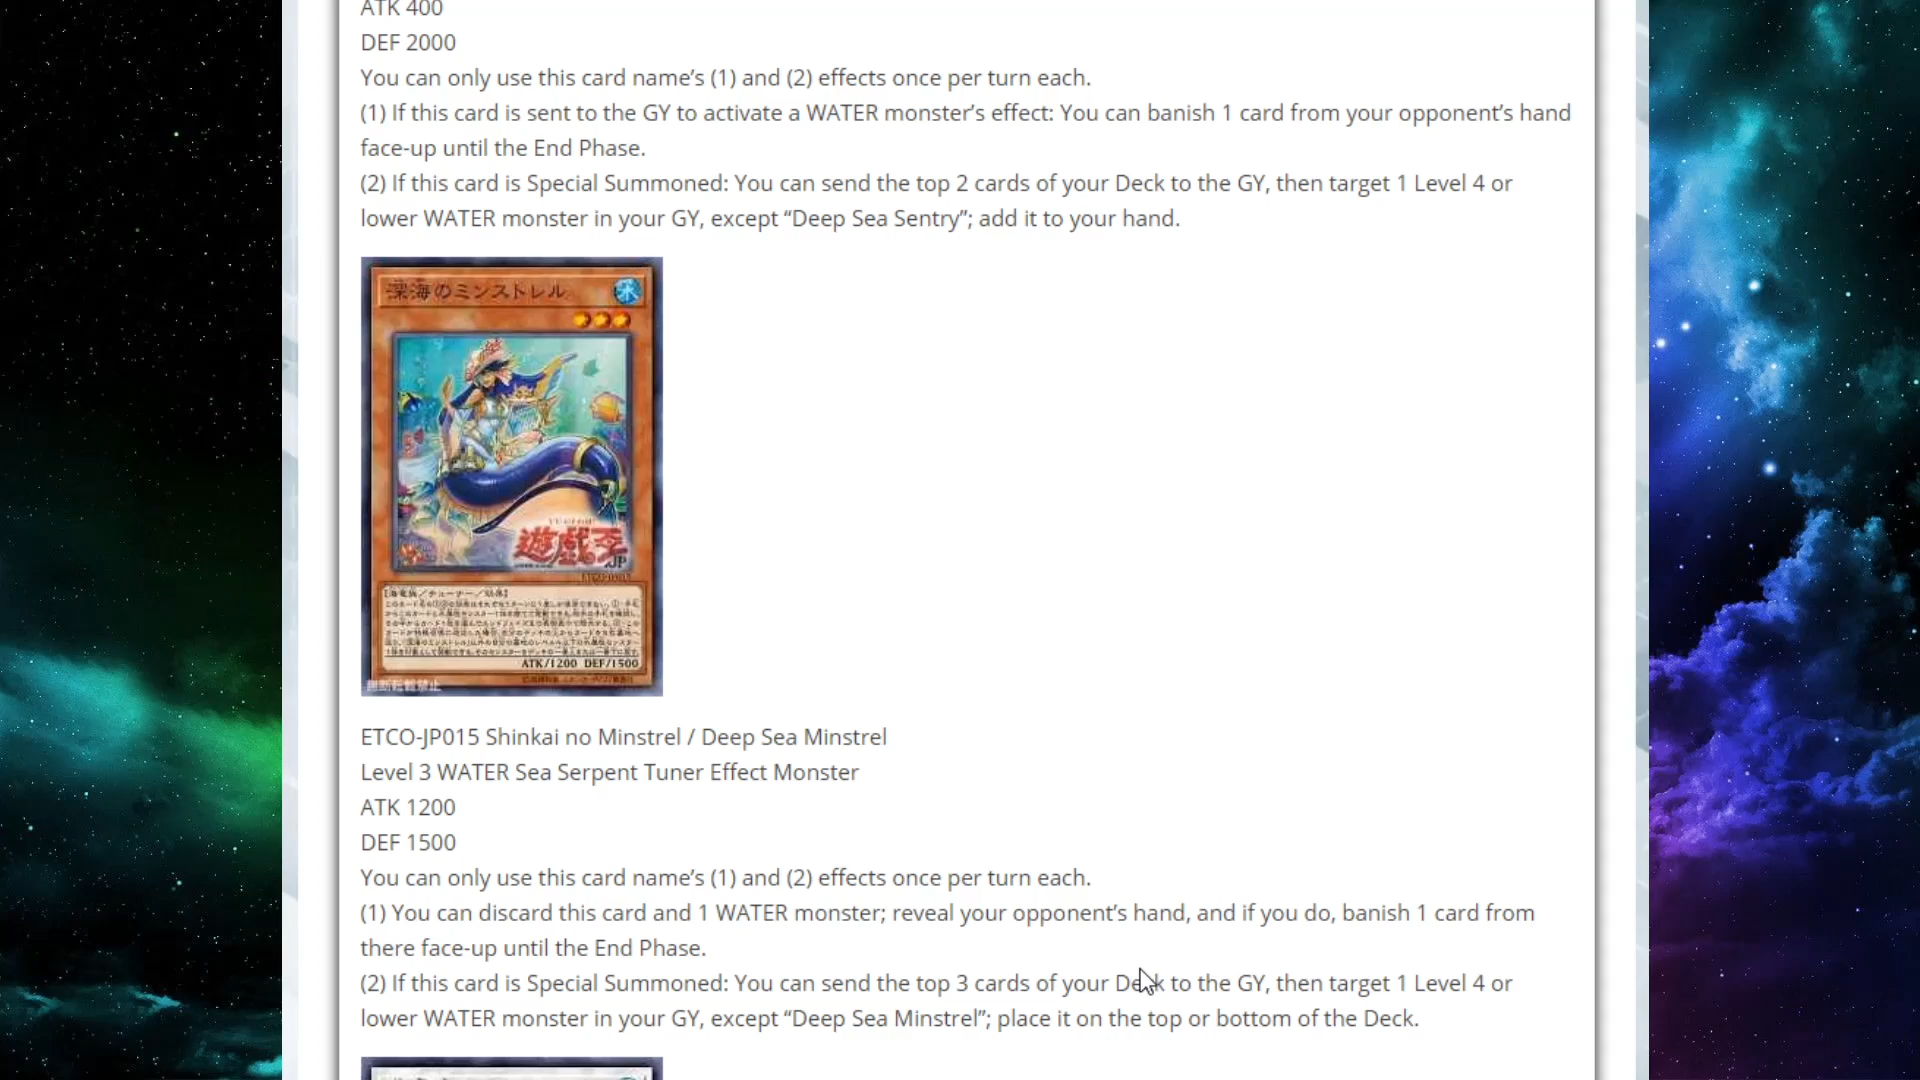 ATK 400
DEF 2000
You can only use this card name’s (1) and (2) effects once per turn each.
(1) If this card is sent to the GY to activate a WATER monster’s effect: You can banish 1 card from your opponent’s hand
face-up until the End Phase.
(2) If this card is Special Summoned: You can send the top 2 cards of your Deck to the GY, then target 1 Level 4 or
lower WATER monster in your GY, except “Deep Sea Sentry”; add it to your hand.
深海のミンストレル
水
遊戯王
ATK/1200 DEF/1500
無断転載禁止
ETCO-JP015 Shinkai no Minstrel / Deep Sea Minstrel
Level 3 WATER Sea Serpent Tuner Effect Monster
ATK 1200
DEF 1500
You can only use this card name’s (1) and (2) effects once per turn each.
(1) You can discard this card and 1 WATER monster; reveal your opponent’s hand, and if you do, banish 1 card from
there face-up until the End Phase.
(2) If this card is Special Summoned: You can send the top 3 cards of your Deck to the GY, then target 1 Level 4 or
lower WATER monster in your GY, except “Deep Sea Minstrel”; place it on the top or bottom of the Deck.